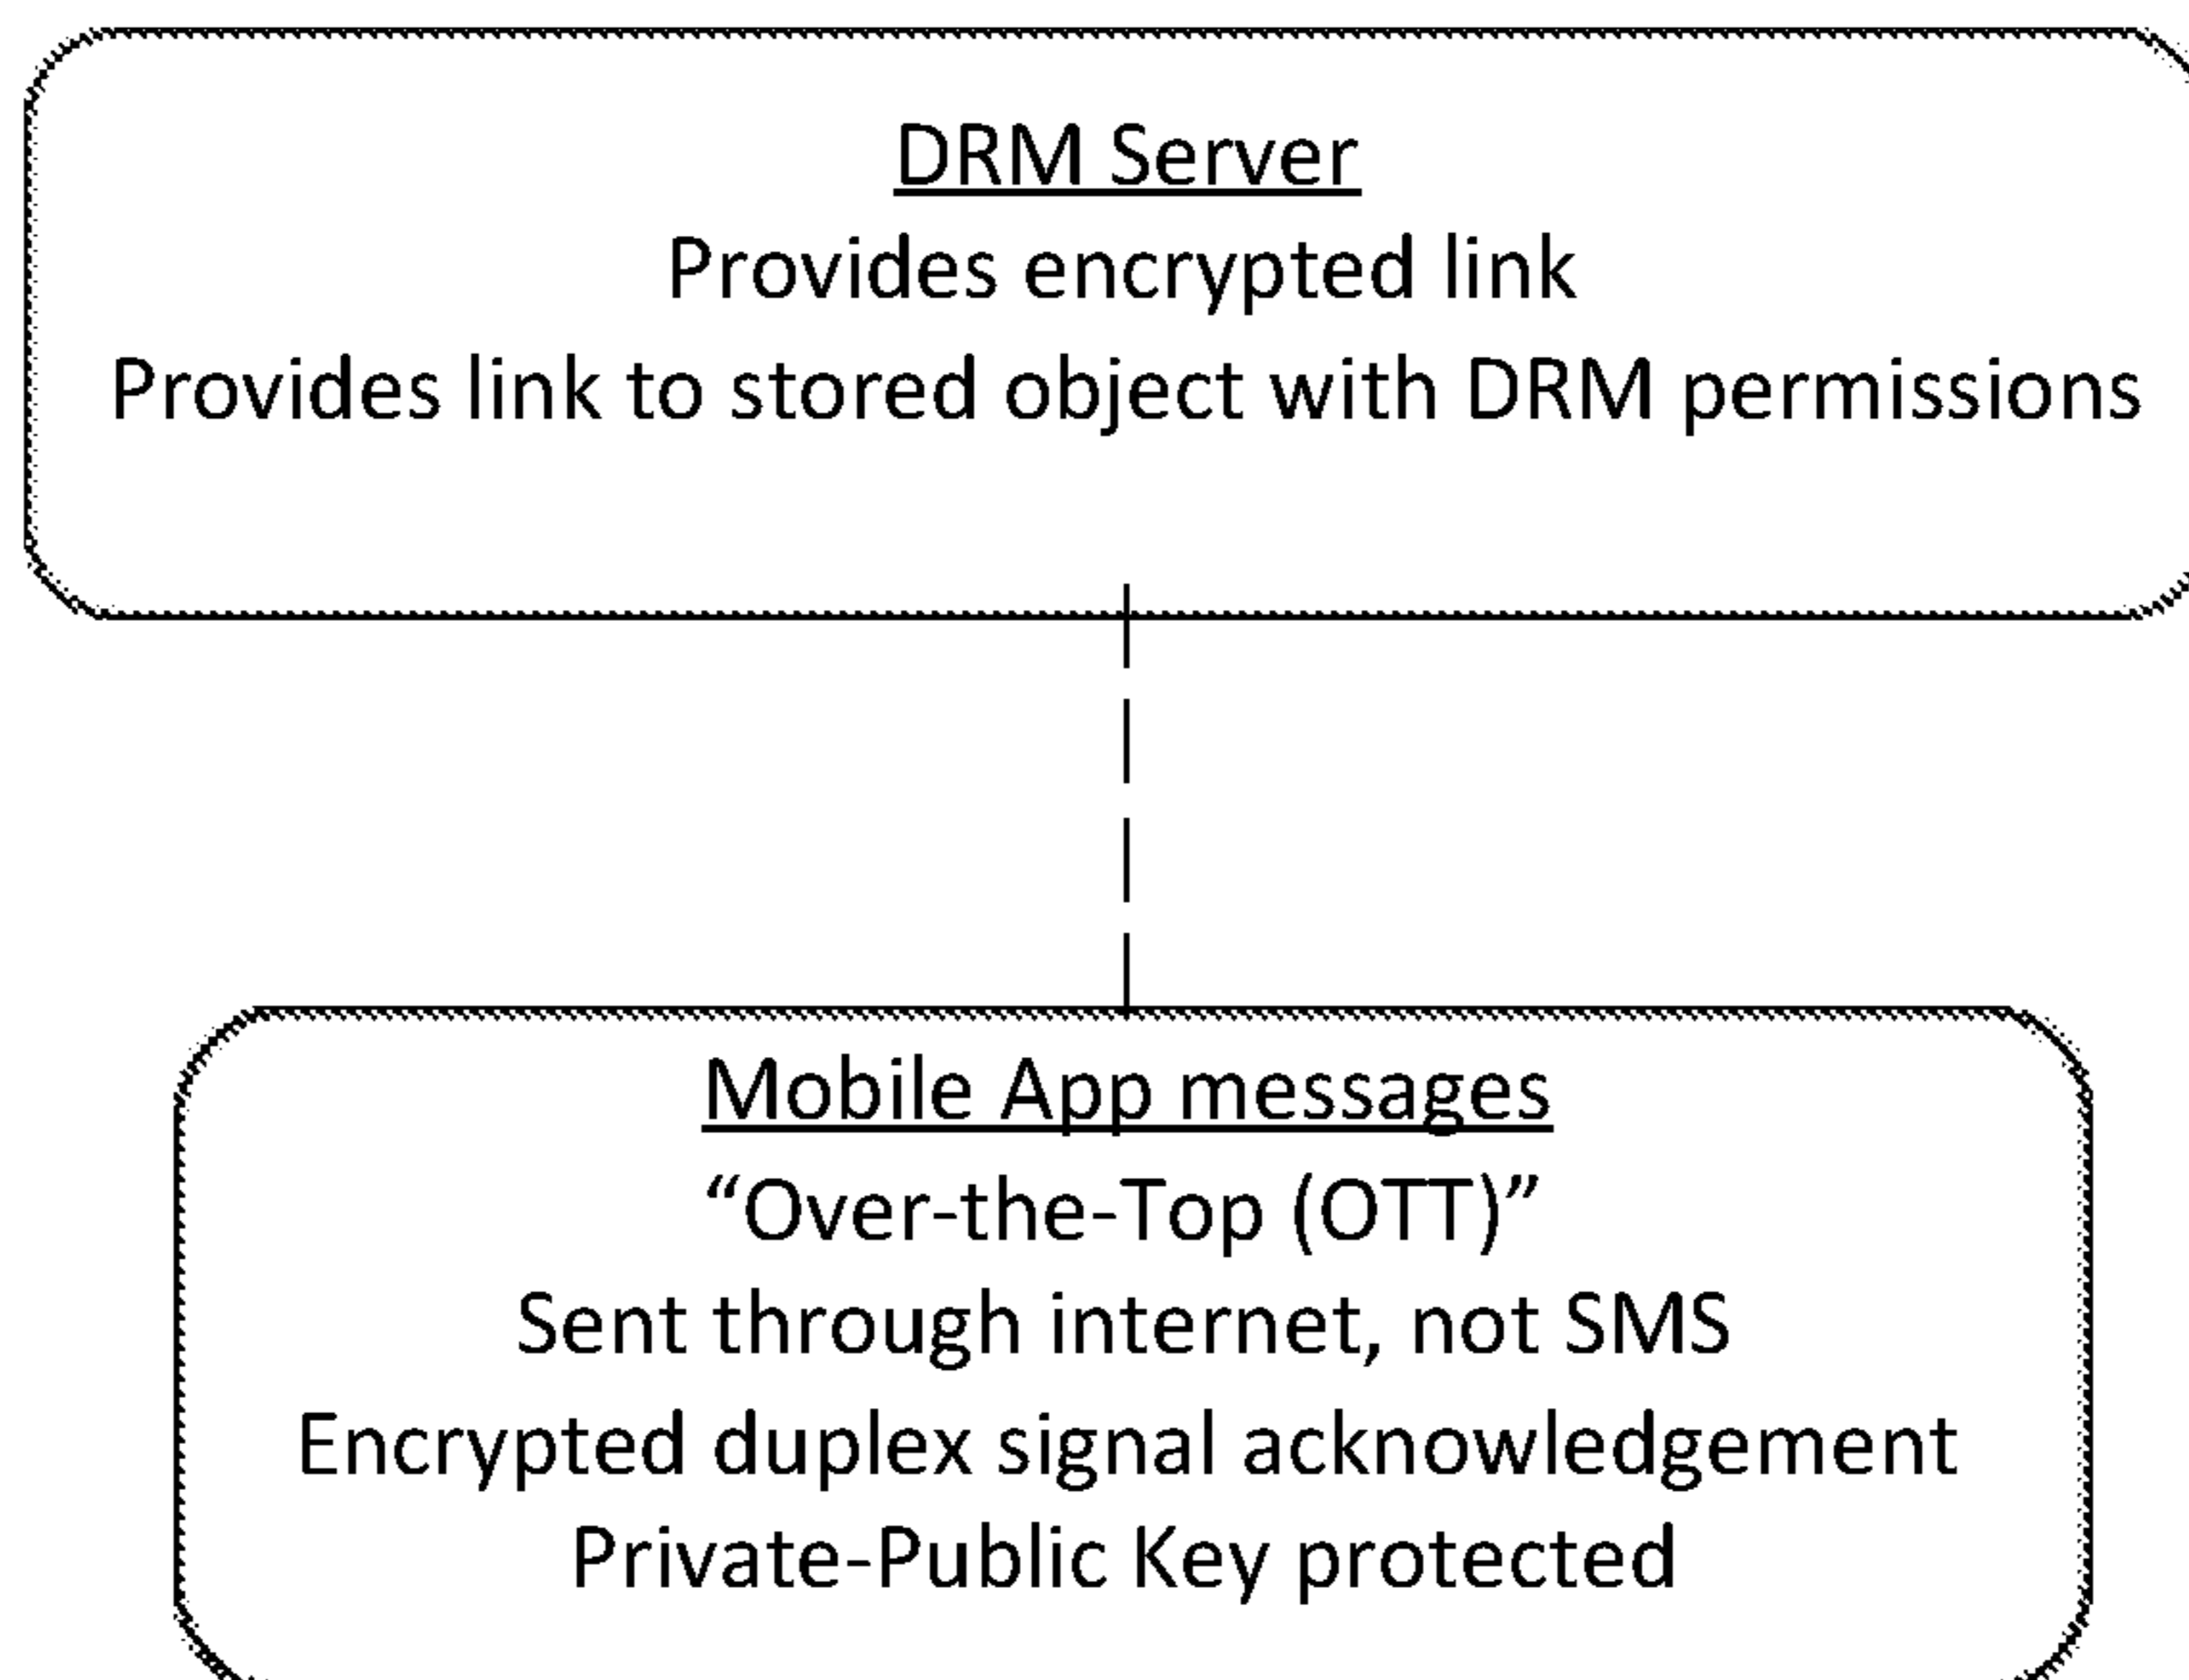 DRM Server
Provides encrypted link
Provides link to stored object with DRM permissions
Mobile App messages
“Over-the-Top (OTT)”
Sent through internet, not SMS
Encrypted duplex signal acknowledgement
Private-Public Key protected